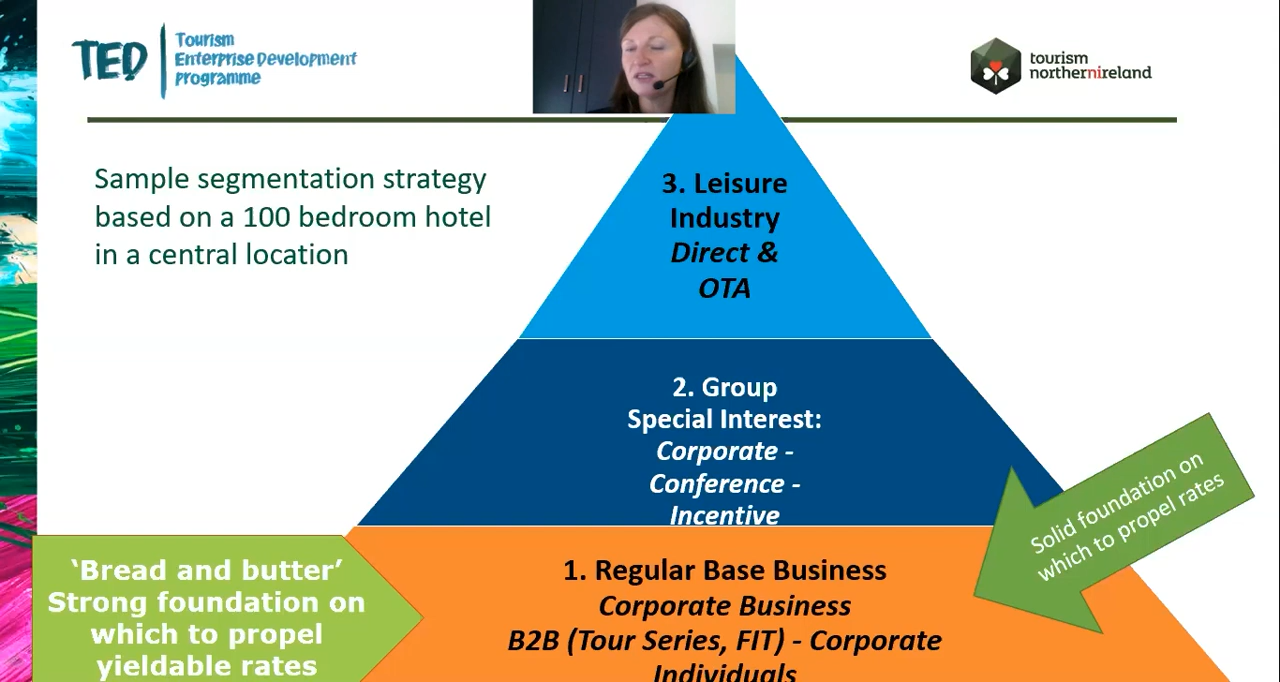 TED
Tourism
Enterprise Development
programme
tourism
northernireland
Sample segmentation strategy
based on a 100 bedroom hotel
in a central location
3. Leisure
Industry
Direct &
OTA
2. Group
Special Interest:
Corporate -
Conference -
Incentive
Solid foundation on
which to propel rates
'Bread and butter'
Strong foundation on
which to propel
yieldable rates
1. Regular Base Business
Corporate Business
B2B (Tour Series, FIT) - Corporate
Individuals